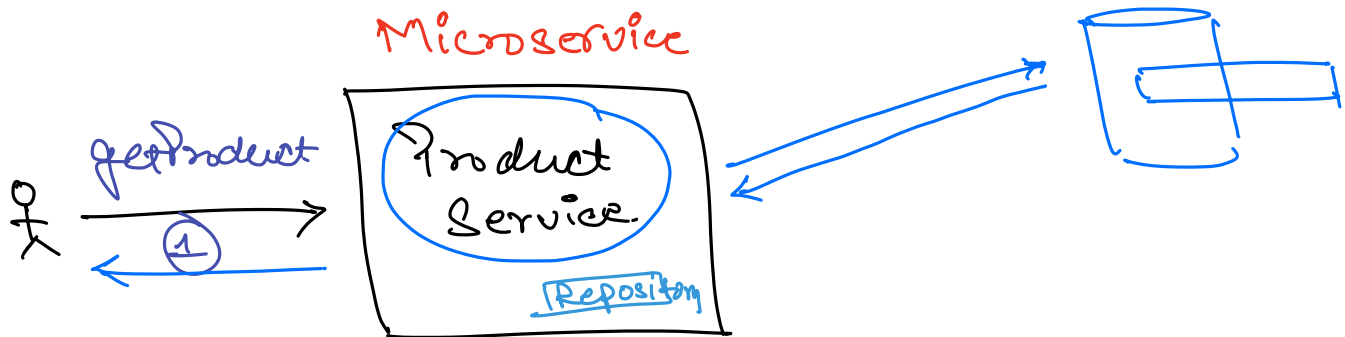 Microservice
getProduct
Product
Service.
1
Repository